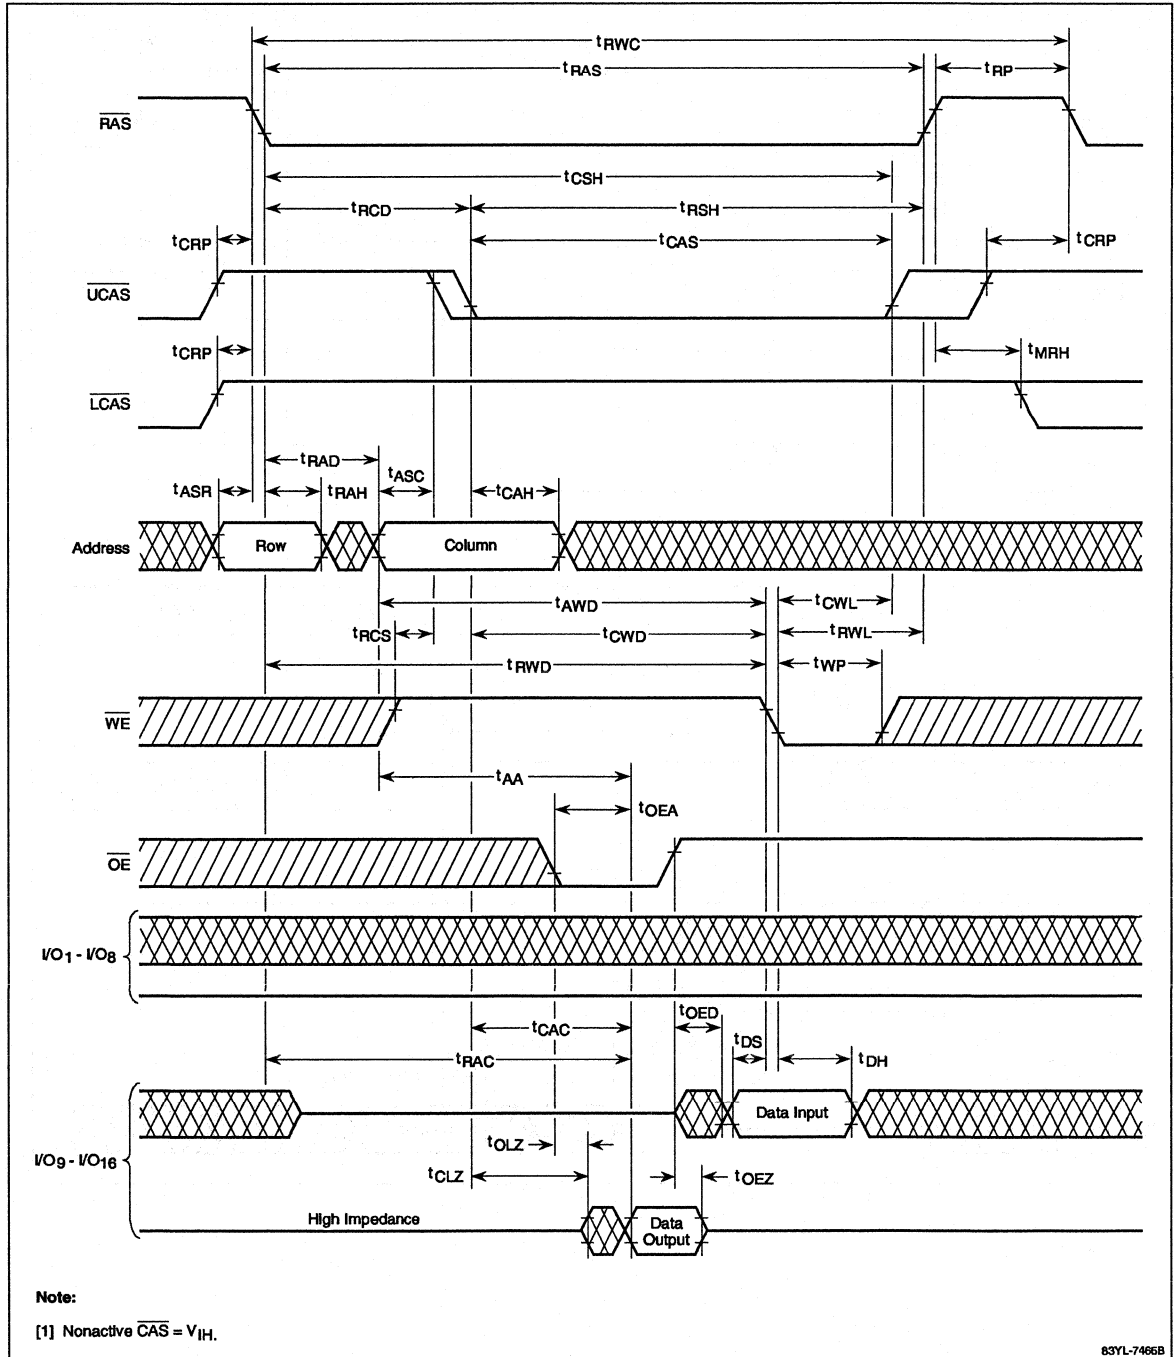 tRWC
tRAS
tRP
RAS
tCSH
tRCD
tRSH
tCRP
tCAS
tCRP
UCAS
tCRP
tMRH
LCAS
tRAD
tASC
tASR
tRAH
tCAH
Address
Row
Column
tAWD
tCWL
tRCS
tCWD
tRWL
tRWD
tWP
WE
tAA
tOEA
OE
I/O1 - I/O8
tOED
tCAC
tDS
tRAC
tDH
Data Input
tOLZ
I/O9 - I/O16
tCLZ
tOEZ
High Impedance
Data
Output
Note:
[1] Nonactive CAS = VIH.
83YL-7466B